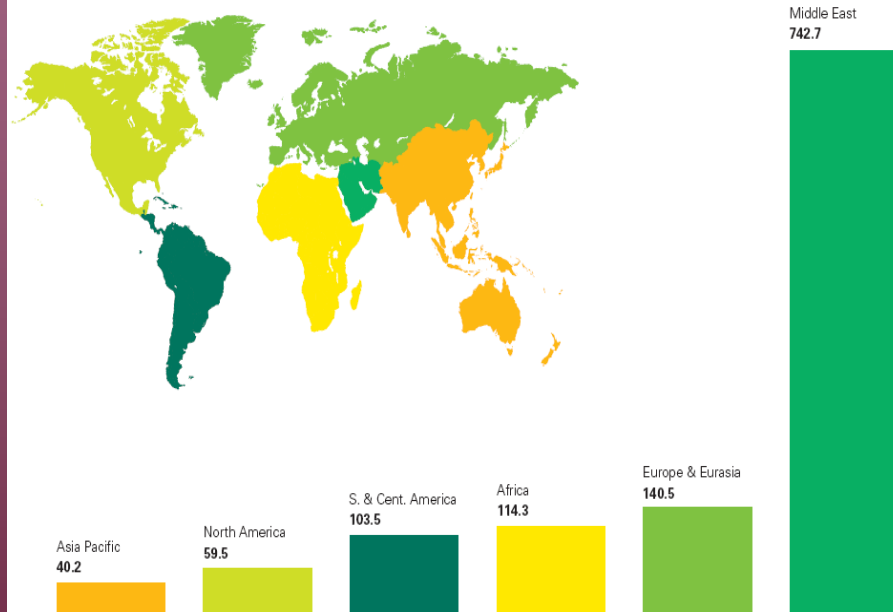 Middle East
742.7
Europe & Eurasia
140.5
Africa
114.3
S. & Cent. America
103.5
North America
59.5
Asia Pacific
40.2